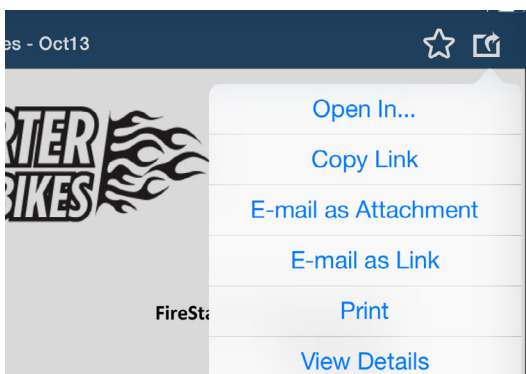 es - Oct13
Open In...
RTER
Copy Link
BIKES
E-mail as Attachment
E-mail as Link
FireSta
Print
View Details